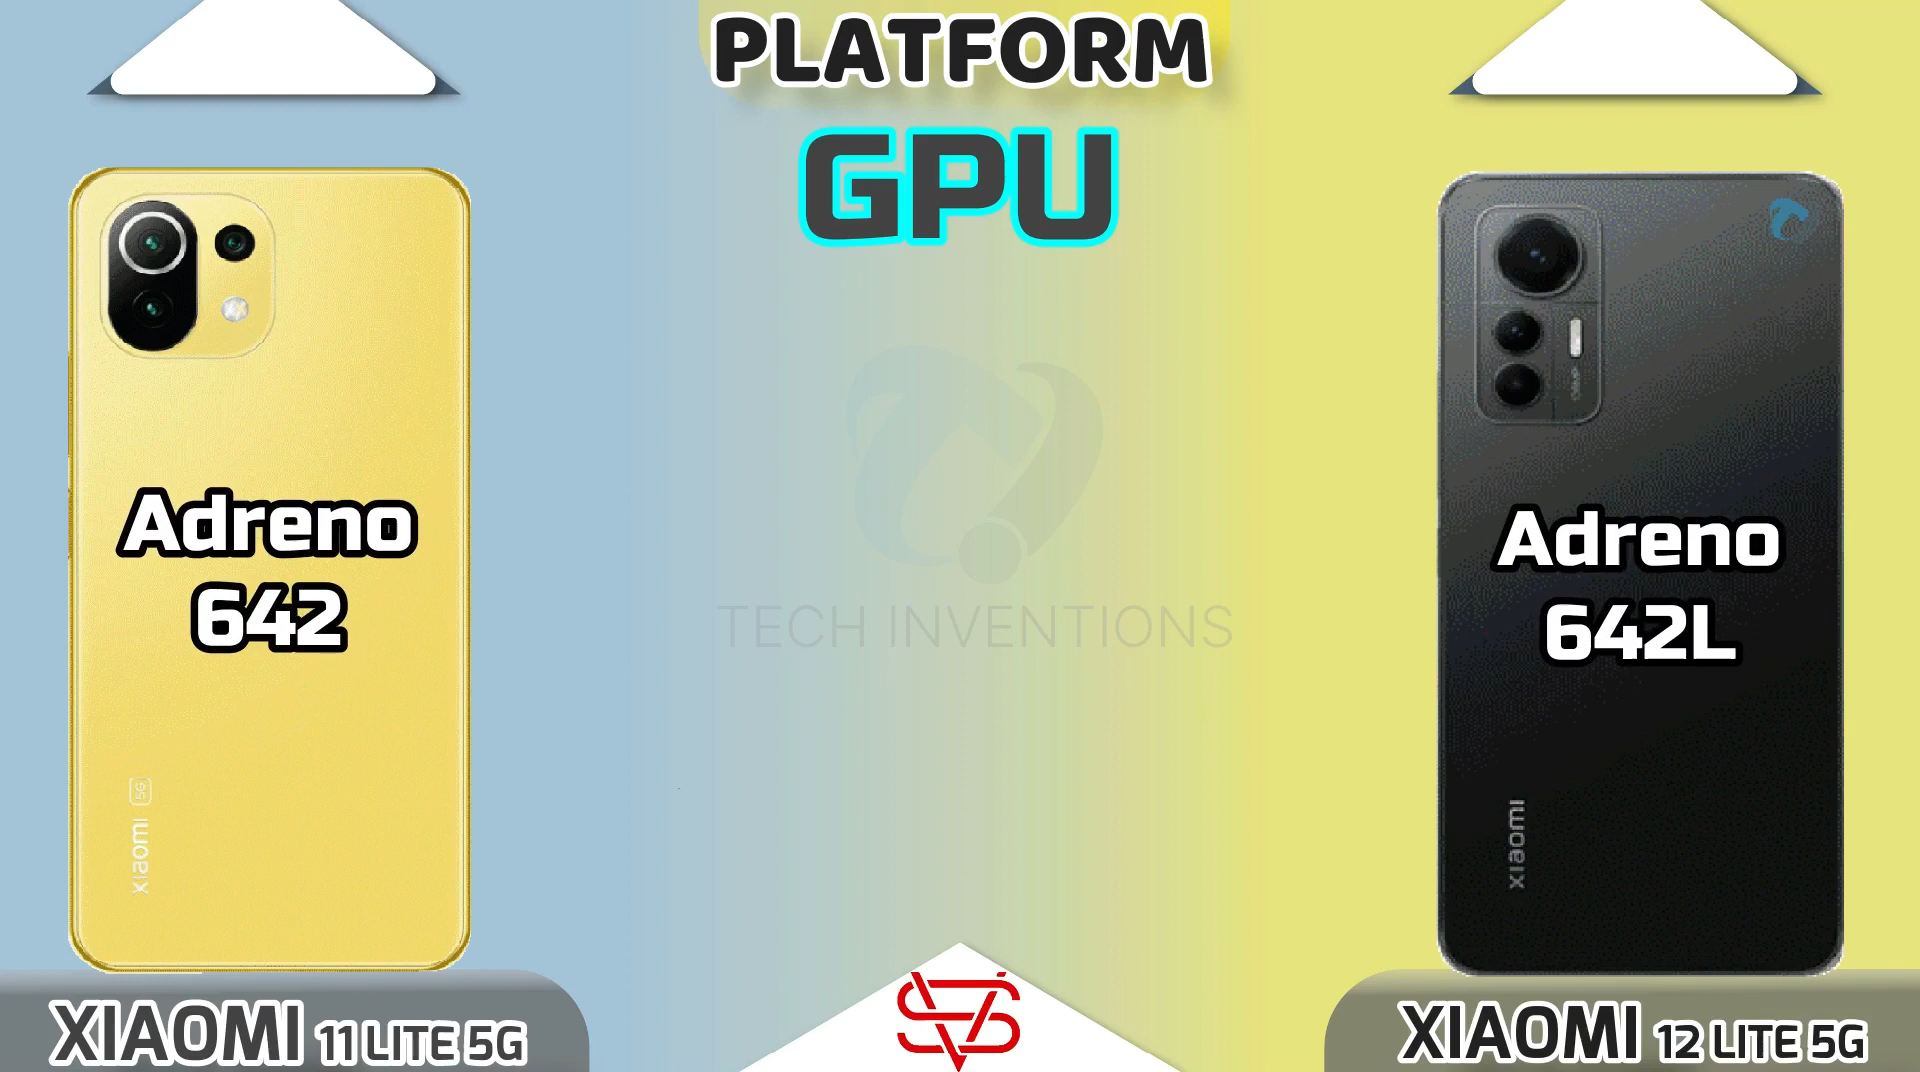 PLATFORM
GPU
Adreno
642
Adreno
642L
TECH INVENTIONS
xiaomi 5G
xiaomi
XIAOMI 11 LITE 5G
VS
XIAOMI 12 LITE 5G